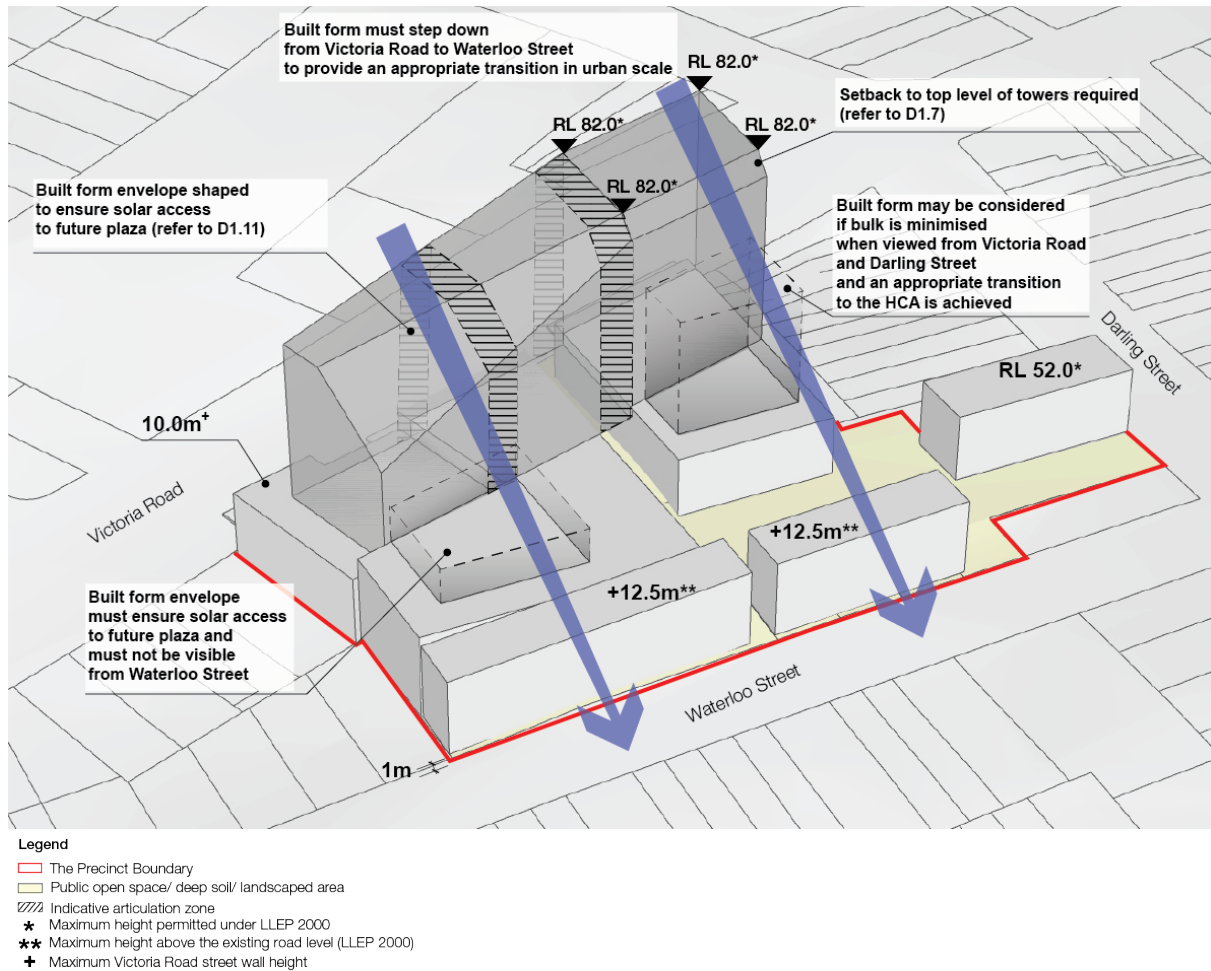 Built form must step down
from Victoria Road to Waterloo Street
to provide an appropriate transition in urban scale
RL 82.0*
Setback to top level of towers required
(refer to D1.7)
RL 82.0*
RL 82.0*
RL 82.0*
Built form envelope shaped
to ensure solar access
to future plaza (refer to D1.11)
Built form may be considered
if bulk is minimised
when viewed from Victoria Road
and Darling Street
and an appropriate transition
to the HCA is achieved
Darling Street
RL 52.0*
10.0m+
Victoria Road
+12.5m**
+12.5m**
Built form envelope
must ensure solar access
to future plaza and
must not be visible
from Waterloo Street
Waterloo Street
1m
Legend
The Precinct Boundary
Public open space/ deep soil/ landscaped area
Indicative articulation zone
* Maximum height permitted under LLEP 2000
** Maximum height above the existing road level (LLEP 2000)
+ Maximum Victoria Road street wall height